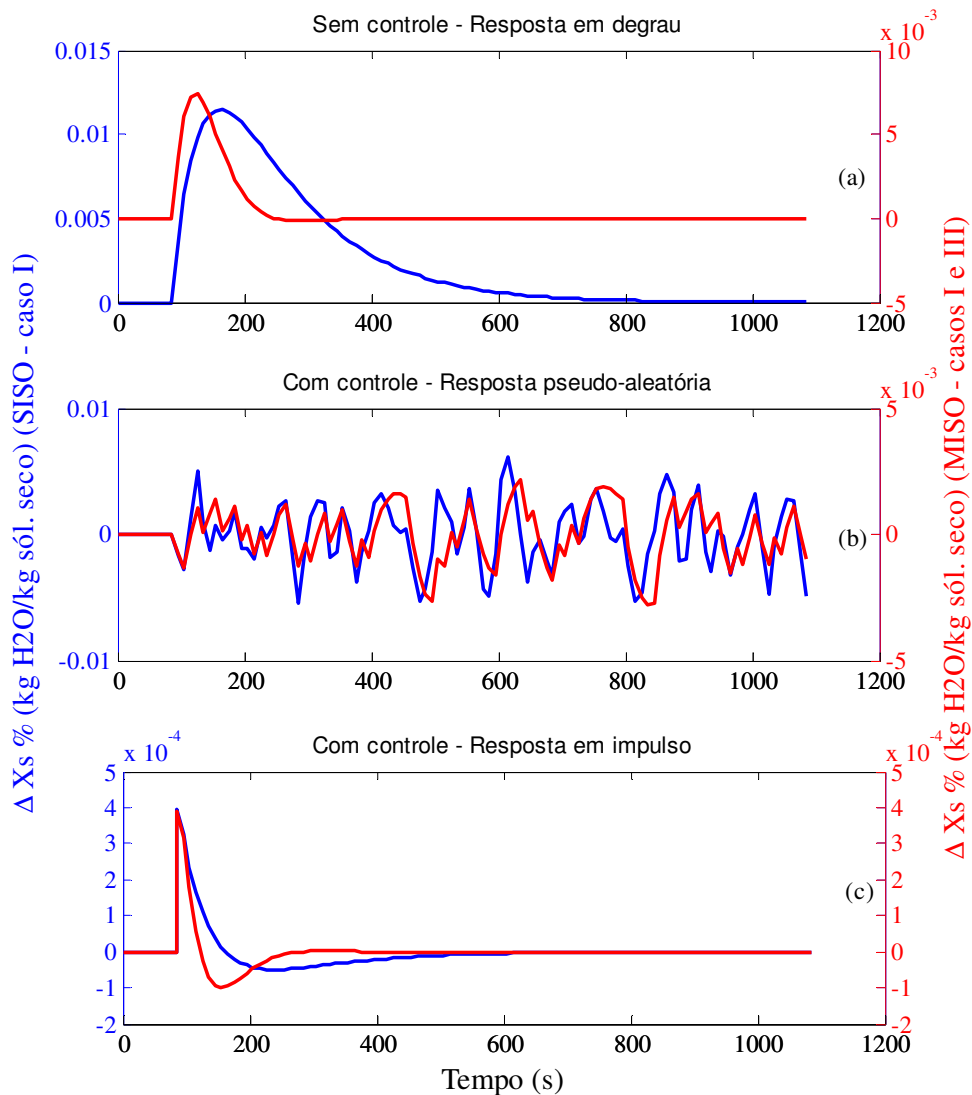 Sem controle - Resposta em degrau
x 10⁻³
0.015
0.01
0.005
0
10
5
0
-5
(a)
0 200 400 600 800 1000 1200
Com controle - Resposta pseudo-aleatória
x 10⁻³
0.01
0
-0.01
5
0
-5
(b)
0 200 400 600 800 1000 1200
Com controle - Resposta em impulso
x 10⁻⁴
x 10⁻⁴
5
4
3
2
1
0
-1
-2
5
4
3
2
1
0
-1
-2
(c)
0 200 400 600 800 1000 1200
Tempo (s)
Δ Xs % (kg H2O/kg sól. seco) (SISO - caso I)
Δ Xs % (kg H2O/kg sól. seco) (MISO - casos I e III)